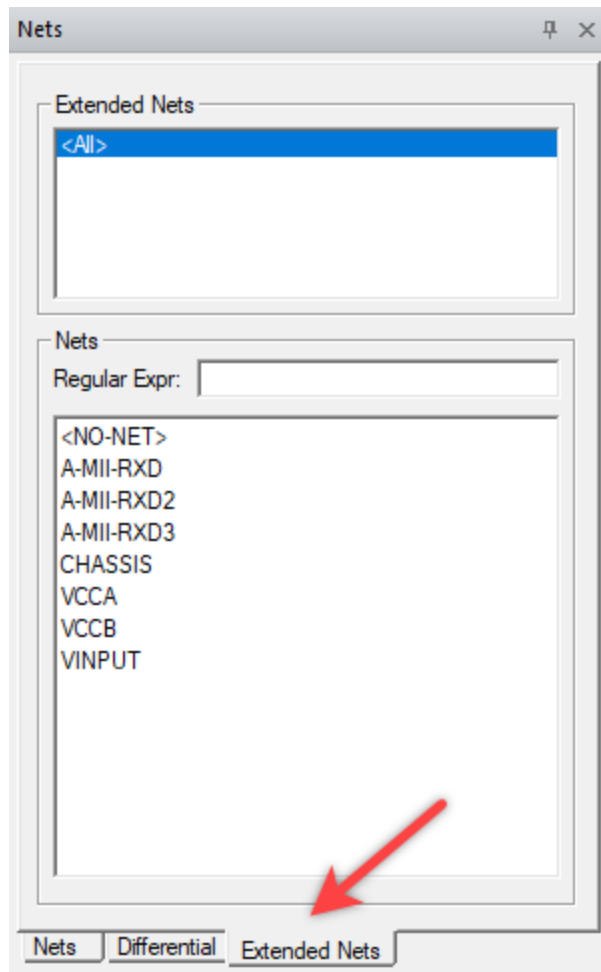 Nets
Extended Nets
<All>
Nets
Regular Expr:
<NO-NET>
A-MII-RXD
A-MII-RXD2
A-MII-RXD3
CHASSIS
VCCA
VCCB
VINPUT
Nets Differential Extended Nets